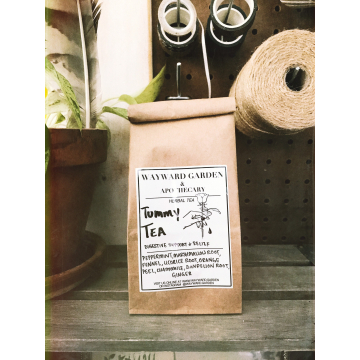 WAYWARD GARDEN
&
APOTHECARY
HERBAL TEA
Tummy
TEA
DIGESTIVE SUPPORT & RELIEF
PEPPERMINT, MARSHMALLOW ROOT,
FENNEL, LICORICE ROOT, ORANGE
PEEL, CHAMOMILE, DANDELION ROOT,
GINGER